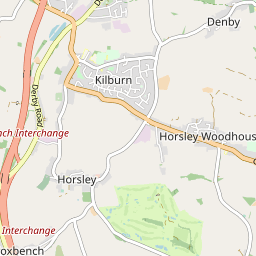 Denby
Kilburn
Derby Road
nch Interchange
Horsley Woodhous
Horsley
Interchange
oxbench